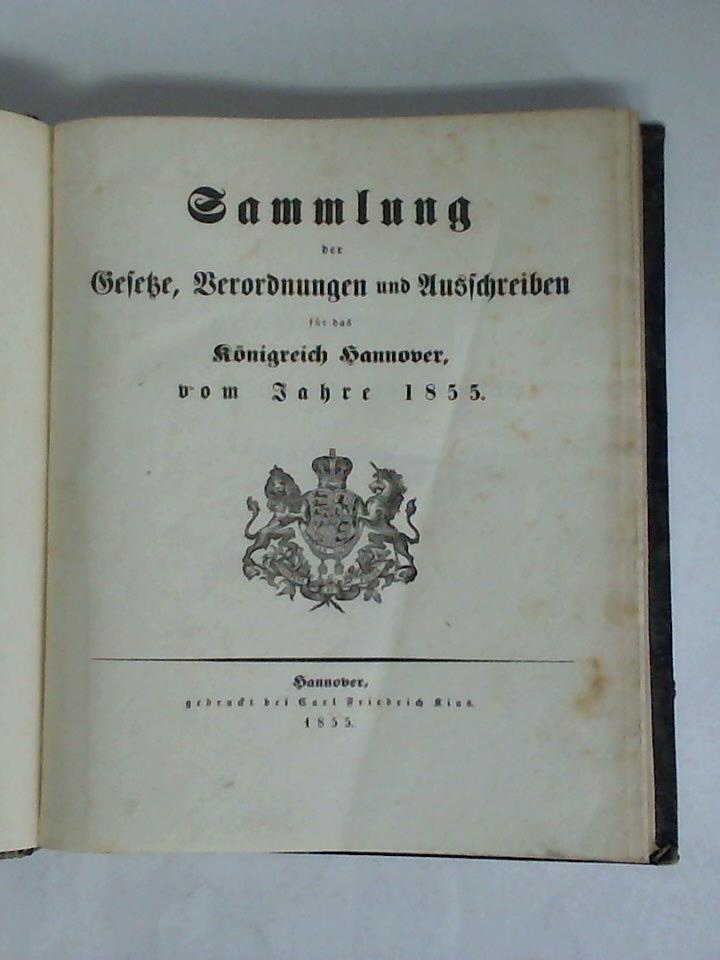 Sammlung
der
Gesetze, Verordnungen und Ausschreiben
für das
Königreich Hannover,
vom Jahre 1855.
Hannover,
gedruckt bei Carl Friedrich Kius.
1855.